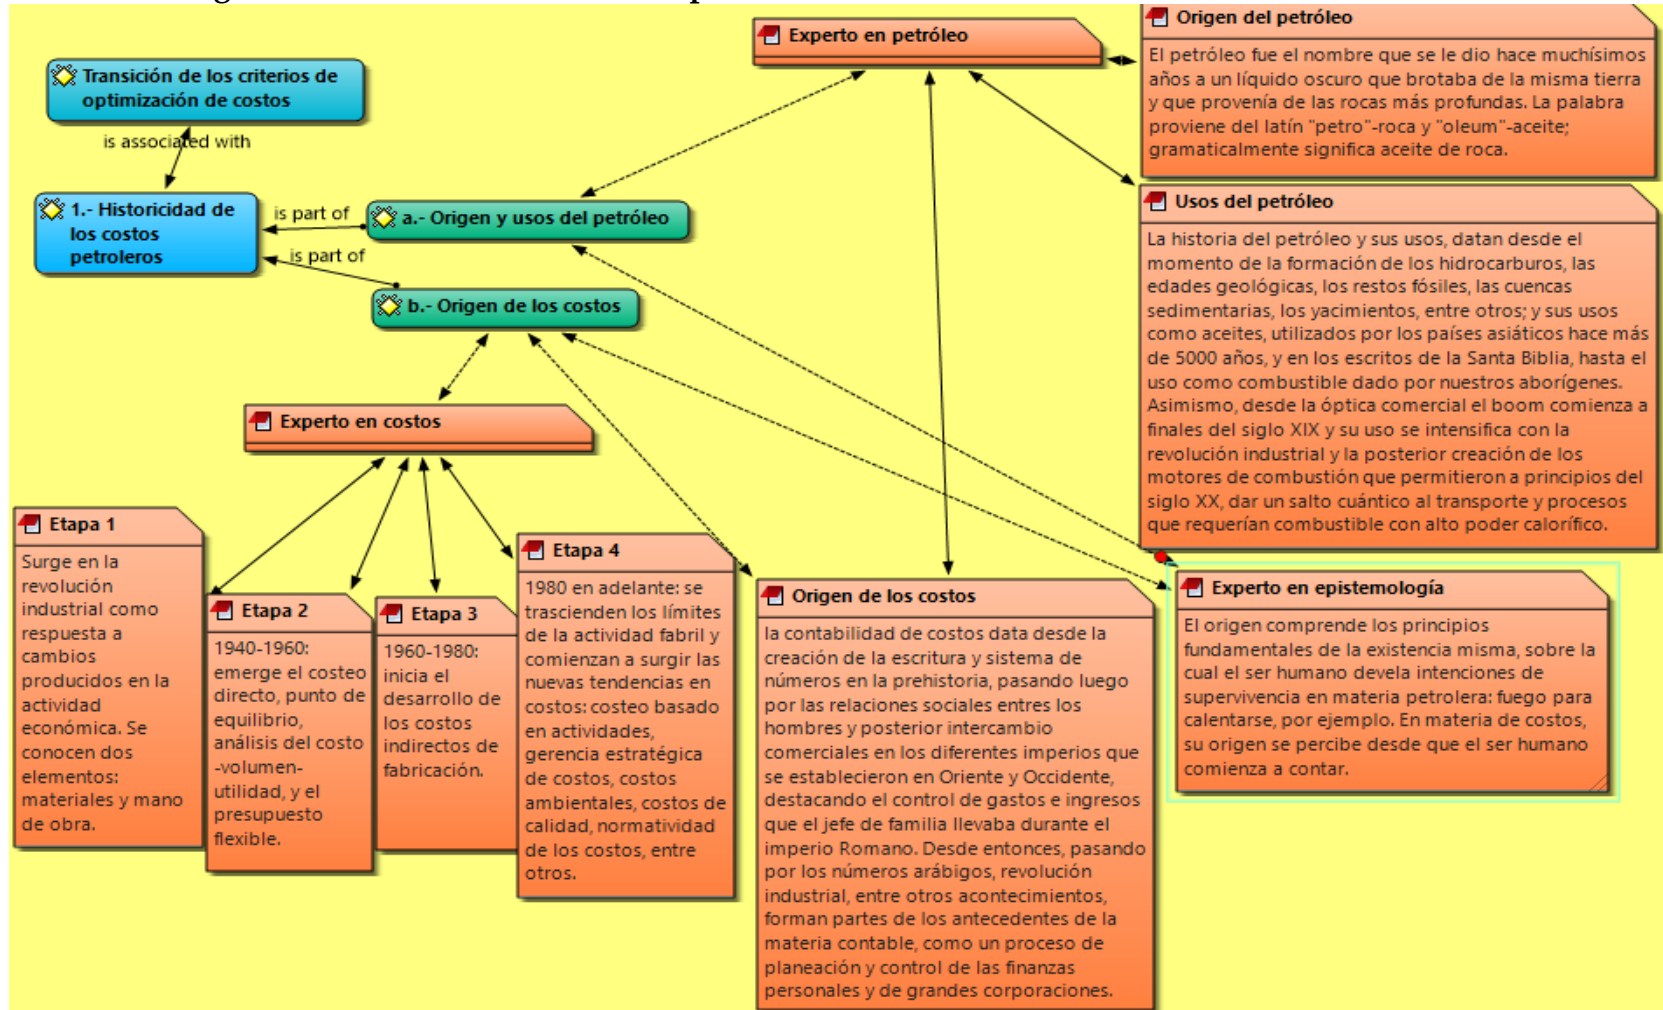 Experto en petróleo
Origen del petróleo
El petróleo fue el nombre que se le dio hace muchísimos
años a un líquido oscuro que brotaba de la misma tierra
y que provenía de las rocas más profundas. La palabra
proviene del latín "petro"-roca y "oleum"-aceite;
gramaticalmente significa aceite de roca.
Transición de los criterios de
optimización de costos
is associated with
1.- Historicidad de
los costos
petroleros
is part of
a.- Origen y usos del petróleo
is part of
b.- Origen de los costos
Usos del petróleo
La historia del petróleo y sus usos, datan desde el
momento de la formación de los hidrocarburos, las
edades geológicas, los restos fósiles, las cuencas
sedimentarias, los yacimientos, entre otros; y sus usos
como aceites, utilizados por los países asiáticos hace más
de 5000 años, y en los escritos de la Santa Biblia, hasta el
uso como combustible dado por nuestros aborígenes.
Asimismo, desde la óptica comercial el boom comienza a
finales del siglo XIX y su uso se intensifica con la
revolución industrial y la posterior creación de los
motores de combustión que permitieron a principios del
siglo XX, dar un salto cuántico al transporte y procesos
que requerían combustible con alto poder calorífico.
Experto en costos
Etapa 1
Surge en la
revolución
industrial como
respuesta a
cambios
producidos en la
actividad
económica. Se
conocen dos
elementos:
materiales y mano
de obra.
Etapa 2
1940-1960:
emerge el costeo
directo, punto de
equilibrio,
análisis del costo
-volumen-
utilidad, y el
presupuesto
flexible.
Etapa 3
1960-1980:
inicia el
desarrollo de
los costos
indirectos de
fabricación.
Etapa 4
1980 en adelante: se
trascienden los límites
de la actividad fabril y
comienzan a surgir las
nuevas tendencias en
costos: costeo basado
en actividades,
gerencia estratégica
de costos, costos
ambientales, costos de
calidad, normatividad
de los costos, entre
otros.
Origen de los costos
la contabilidad de costos data desde la
creación de la escritura y sistema de
números en la prehistoria, pasando luego
por las relaciones sociales entres los
hombres y posterior intercambio
comerciales en los diferentes imperios que
se establecieron en Oriente y Occidente,
destacando el control de gastos e ingresos
que el jefe de familia llevaba durante el
imperio Romano. Desde entonces, pasando
por los números arábigos, revolución
industrial, entre otros acontecimientos,
forman partes de los antecedentes de la
materia contable, como un proceso de
planeación y control de las finanzas
personales y de grandes corporaciones.
Experto en epistemología
El origen comprende los principios
fundamentales de la existencia misma, sobre la
cual el ser humano devela intenciones de
supervivencia en materia petrolera: fuego para
calentarse, por ejemplo. En materia de costos,
su origen se percibe desde que el ser humano
comienza a contar.